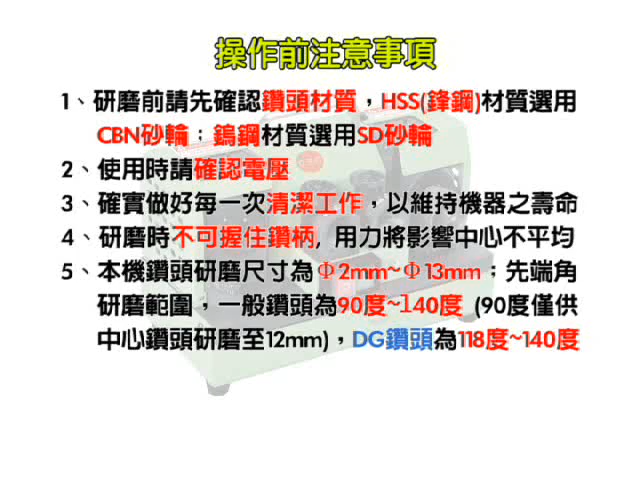 操作前注意事項
1、研磨前請先確認鑽頭材質，HSS(鋒鋼)材質選用
CBN砂輪；鎢鋼材質選用SD砂輪
2、使用時請確認電壓
3、確實做好每一次清潔工作，以維持機器之壽命
4、研磨時不可握住鑽柄, 用力將影響中心不平均
5、本機鑽頭研磨尺寸為Φ2mm~Φ13mm；先端角
研磨範圍，一般鑽頭為90度~140度 (90度僅供
中心鑽頭研磨至12mm)，DG鑽頭為118度~140度